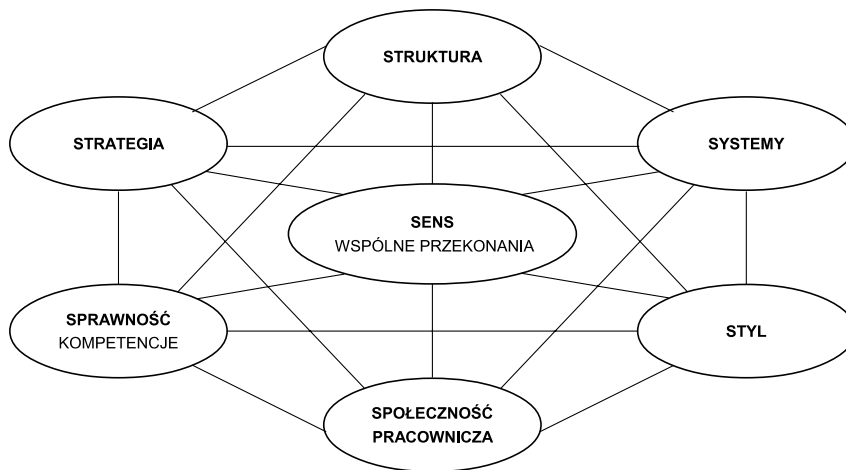 STRUKTURA
STRATEGIA
SYSTEMY
SENS
WSPÓLNE PRZEKONANIA
SPRAWNOŚĆ
KOMPETENCJE
STYL
SPOŁECZNOŚĆ
PRACOWNICZA